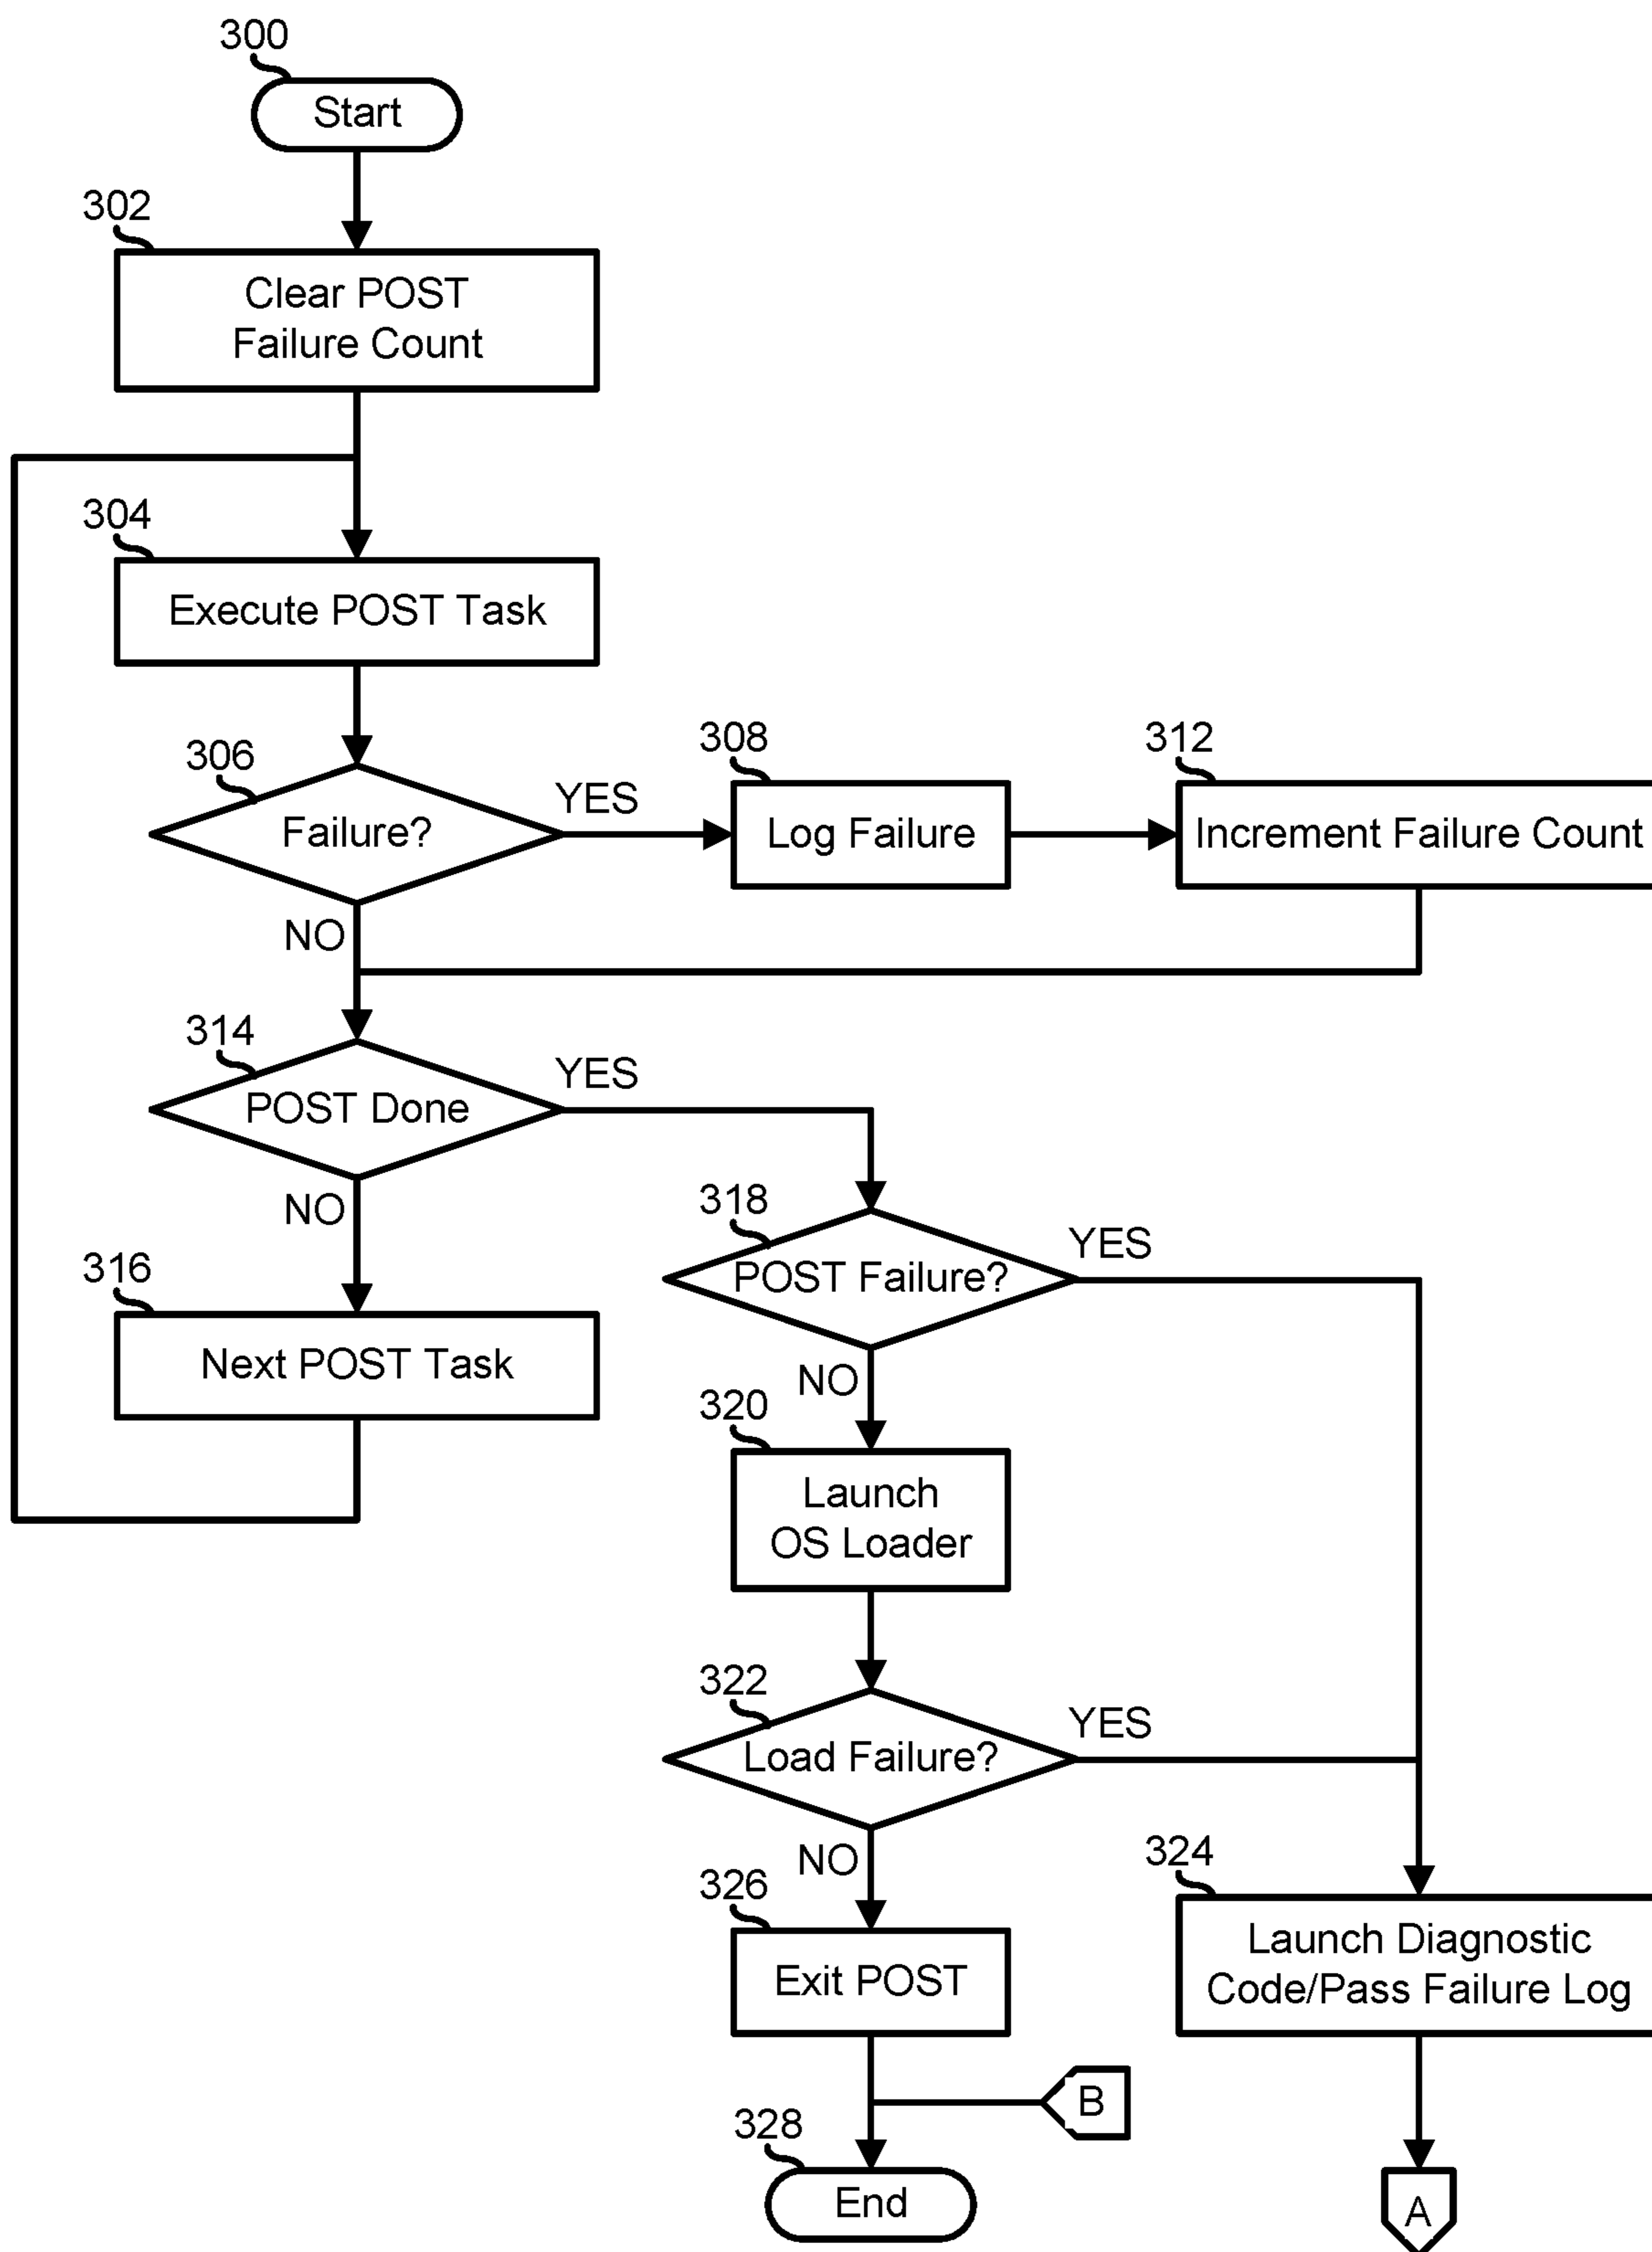 300
Start
302
Clear POST
Failure Count
304
Execute POST Task
306
Failure?
YES
308
Log Failure
312
Increment Failure Count
NO
314
POST Done
YES
NO
316
Next POST Task
318
POST Failure?
YES
NO
320
Launch
OS Loader
322
Load Failure?
YES
NO
324
Launch Diagnostic
Code/Pass Failure Log
326
Exit POST
B
328
End
A